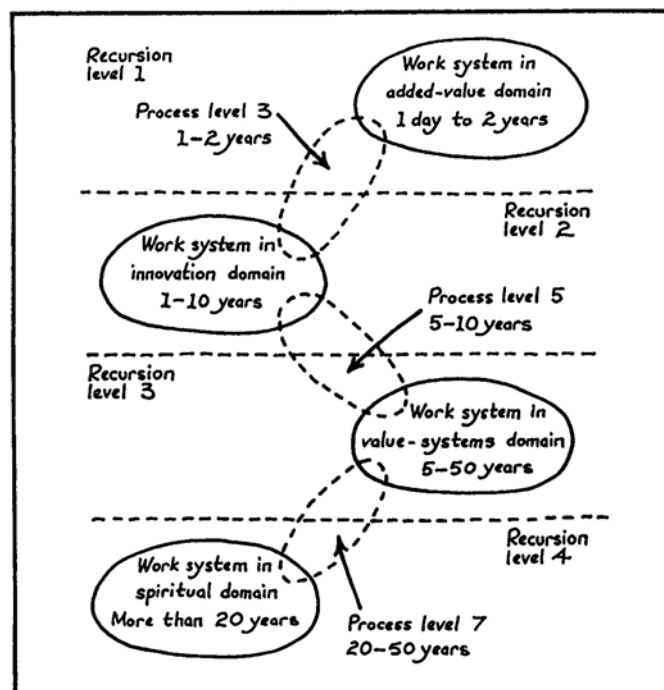 Recursion
level 1
Work system in
added-value domain
1 day to 2 years
Process level 3
1-2 years
Recursion
level 2
Work system in
innovation domain
1-10 years
Process level 5
5-10 years
Recursion
level 3
Work system in
value-systems domain
5-50 years
Recursion
level 4
Work system in
spiritual domain
More than 20 years
Process level 7
20-50 years